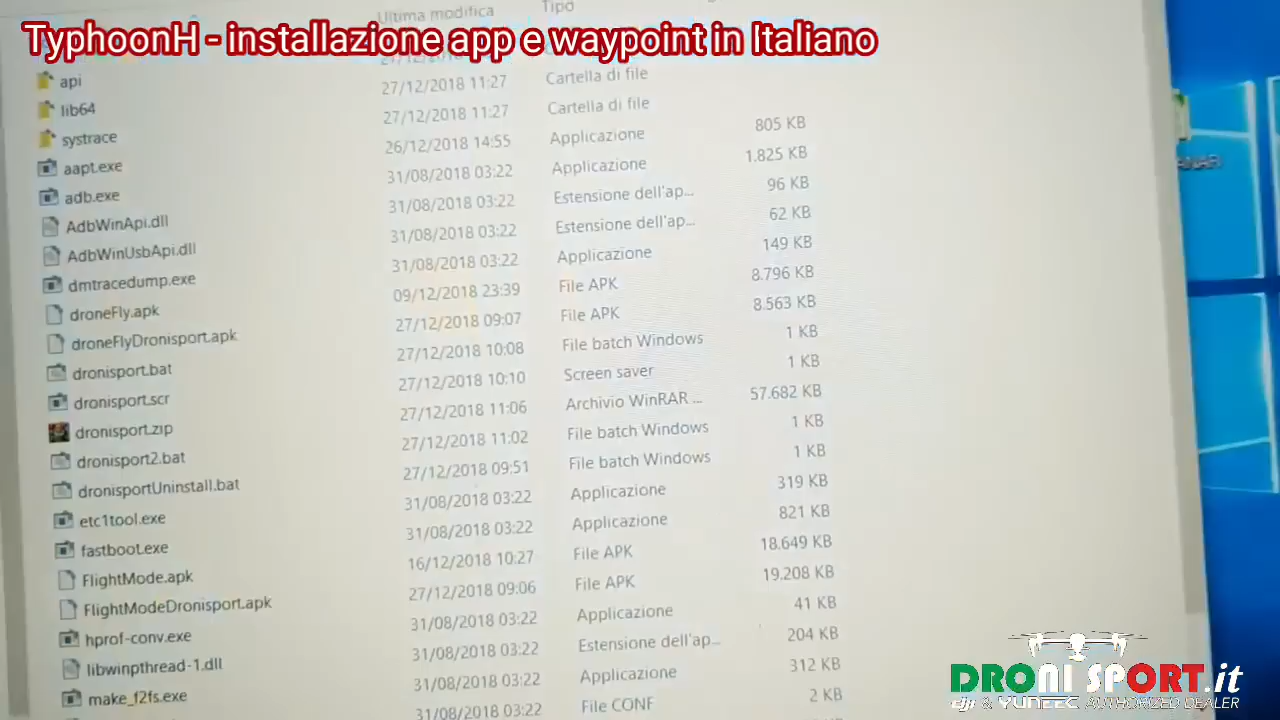 TyphoonH - installazione app e waypoint in Italiano
Ultima modifica Tipo
api
lib64 27/12/2018 11:27 Cartella di file
systrace 27/12/2018 11:27 Cartella di file
aapt.exe 26/12/2018 14:55 Applicazione 805 KB
adb.exe 31/08/2018 03:22 Applicazione 1.825 KB
AdbWinApi.dll 31/08/2018 03:22 Estensione dell'ap... 96 KB
AdbWinUsbApi.dll 31/08/2018 03:22 Estensione dell'ap... 62 KB
dmtracedump.exe 31/08/2018 03:22 Applicazione 149 KB
droneFly.apk 09/12/2018 23:39 File APK 8.796 KB
droneFlyDronisport.apk 27/12/2018 09:07 File APK 8.563 KB
dronisport.bat 27/12/2018 10:08 File batch Windows 1 KB
dronisport.scr 27/12/2018 10:10 Screen saver 1 KB
dronisport.zip 27/12/2018 11:06 Archivio WinRAR ... 57.682 KB
dronisport2.bat 27/12/2018 11:02 File batch Windows 1 KB
dronisportUninstall.bat 27/12/2018 09:51 File batch Windows 1 KB
etc1tool.exe 31/08/2018 03:22 Applicazione 319 KB
fastboot.exe 31/08/2018 03:22 Applicazione 821 KB
FlightMode.apk 16/12/2018 10:27 File APK 18.649 KB
FlightModeDronisport.apk 27/12/2018 09:06 File APK 19.208 KB
hprof-conv.exe 31/08/2018 03:22 Applicazione 41 KB
libwinpthread-1.dll 31/08/2018 03:22 Estensione dell'ap... 204 KB
make_f2fs.exe 31/08/2018 03:22 Applicazione 312 KB
31/08/2018 03:22 File CONF 2 KB
DRONI SPORT.it
dji & YUNEEC AUTHORIZED DEALER